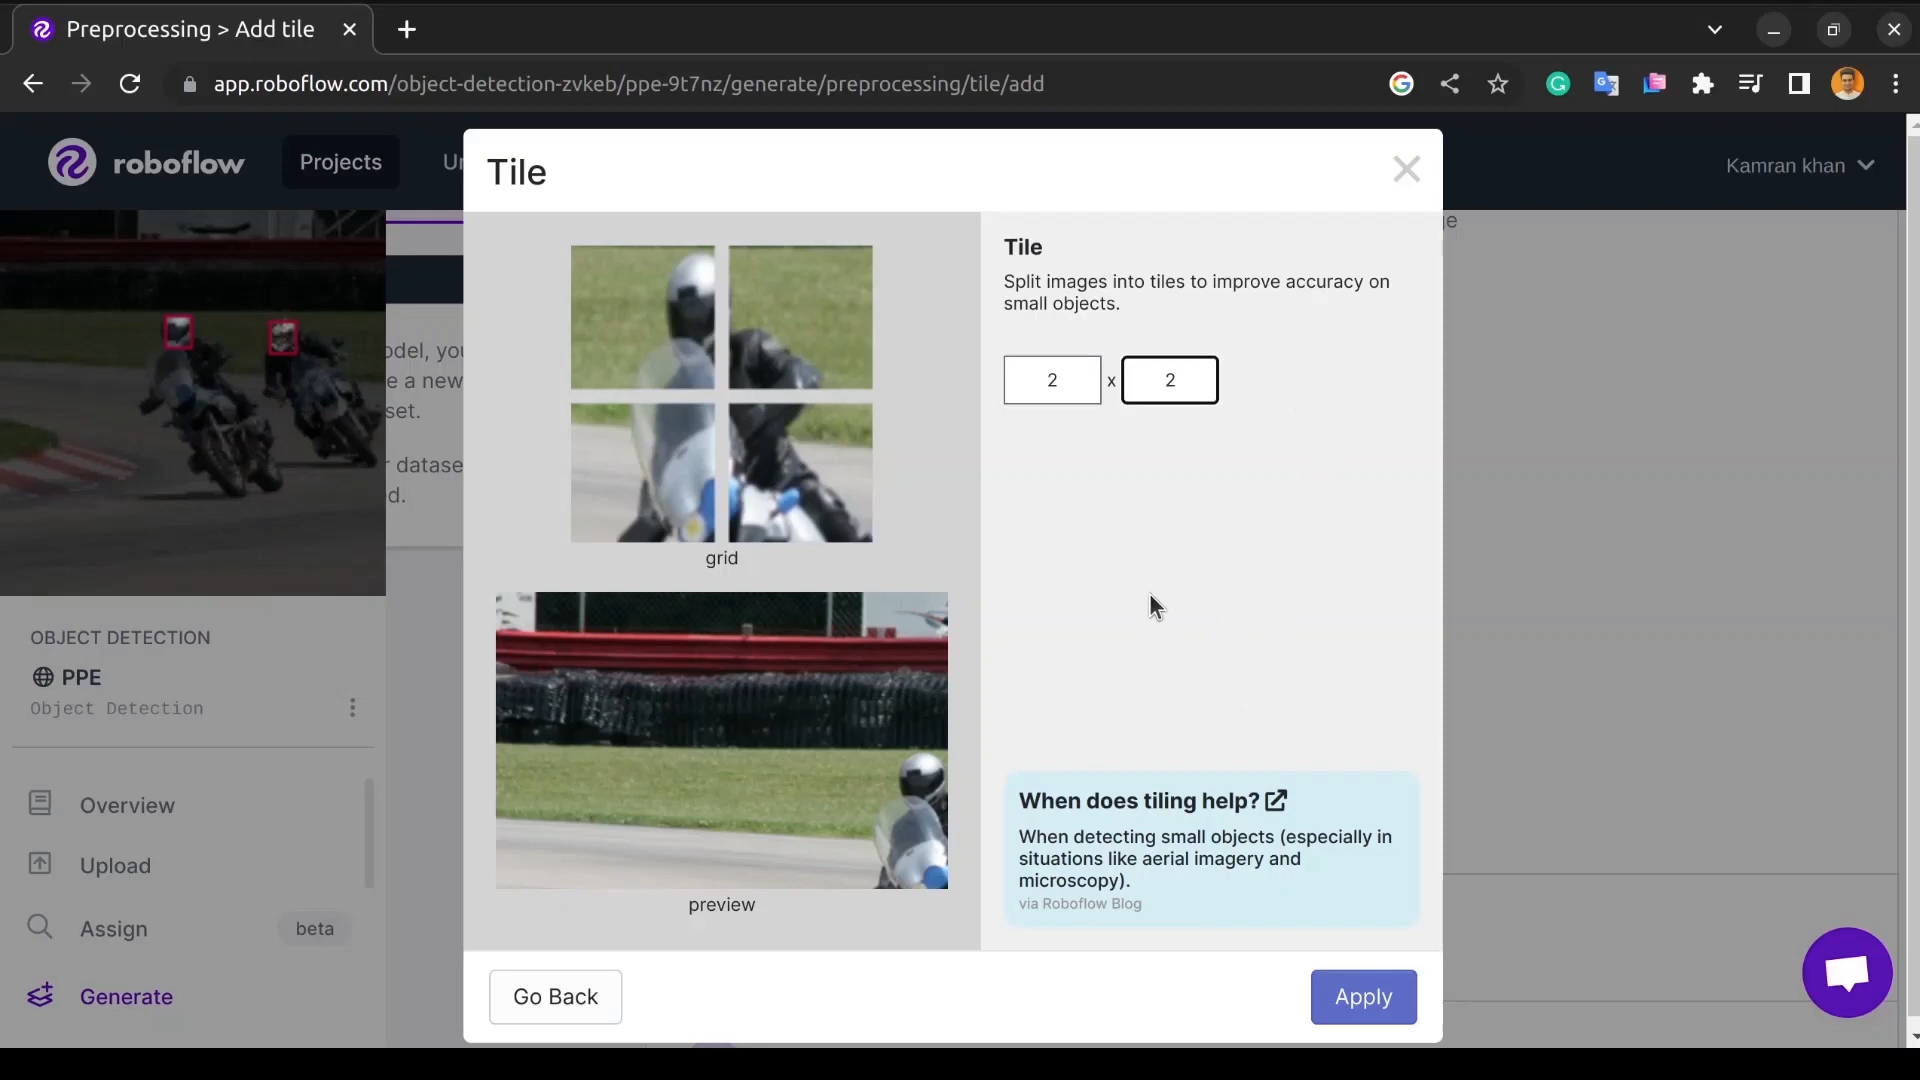 Preprocessing > Add tile
app.roboflow.com/object-detection-zvkeb/ppe-9t7nz/generate/preprocessing/tile/add
roboflow
Projects
Kamran khan
Tile
Tile
Split images into tiles to improve accuracy on
small objects.
2 x 2
grid
preview
When does tiling help?
When detecting small objects (especially in
situations like aerial imagery and
microscopy).
via Roboflow Blog
Go Back
Apply
odel, you
e a new
set.
r datase
d.
OBJECT DETECTION
PPE
Object Detection
Overview
Upload
Assign
beta
Generate